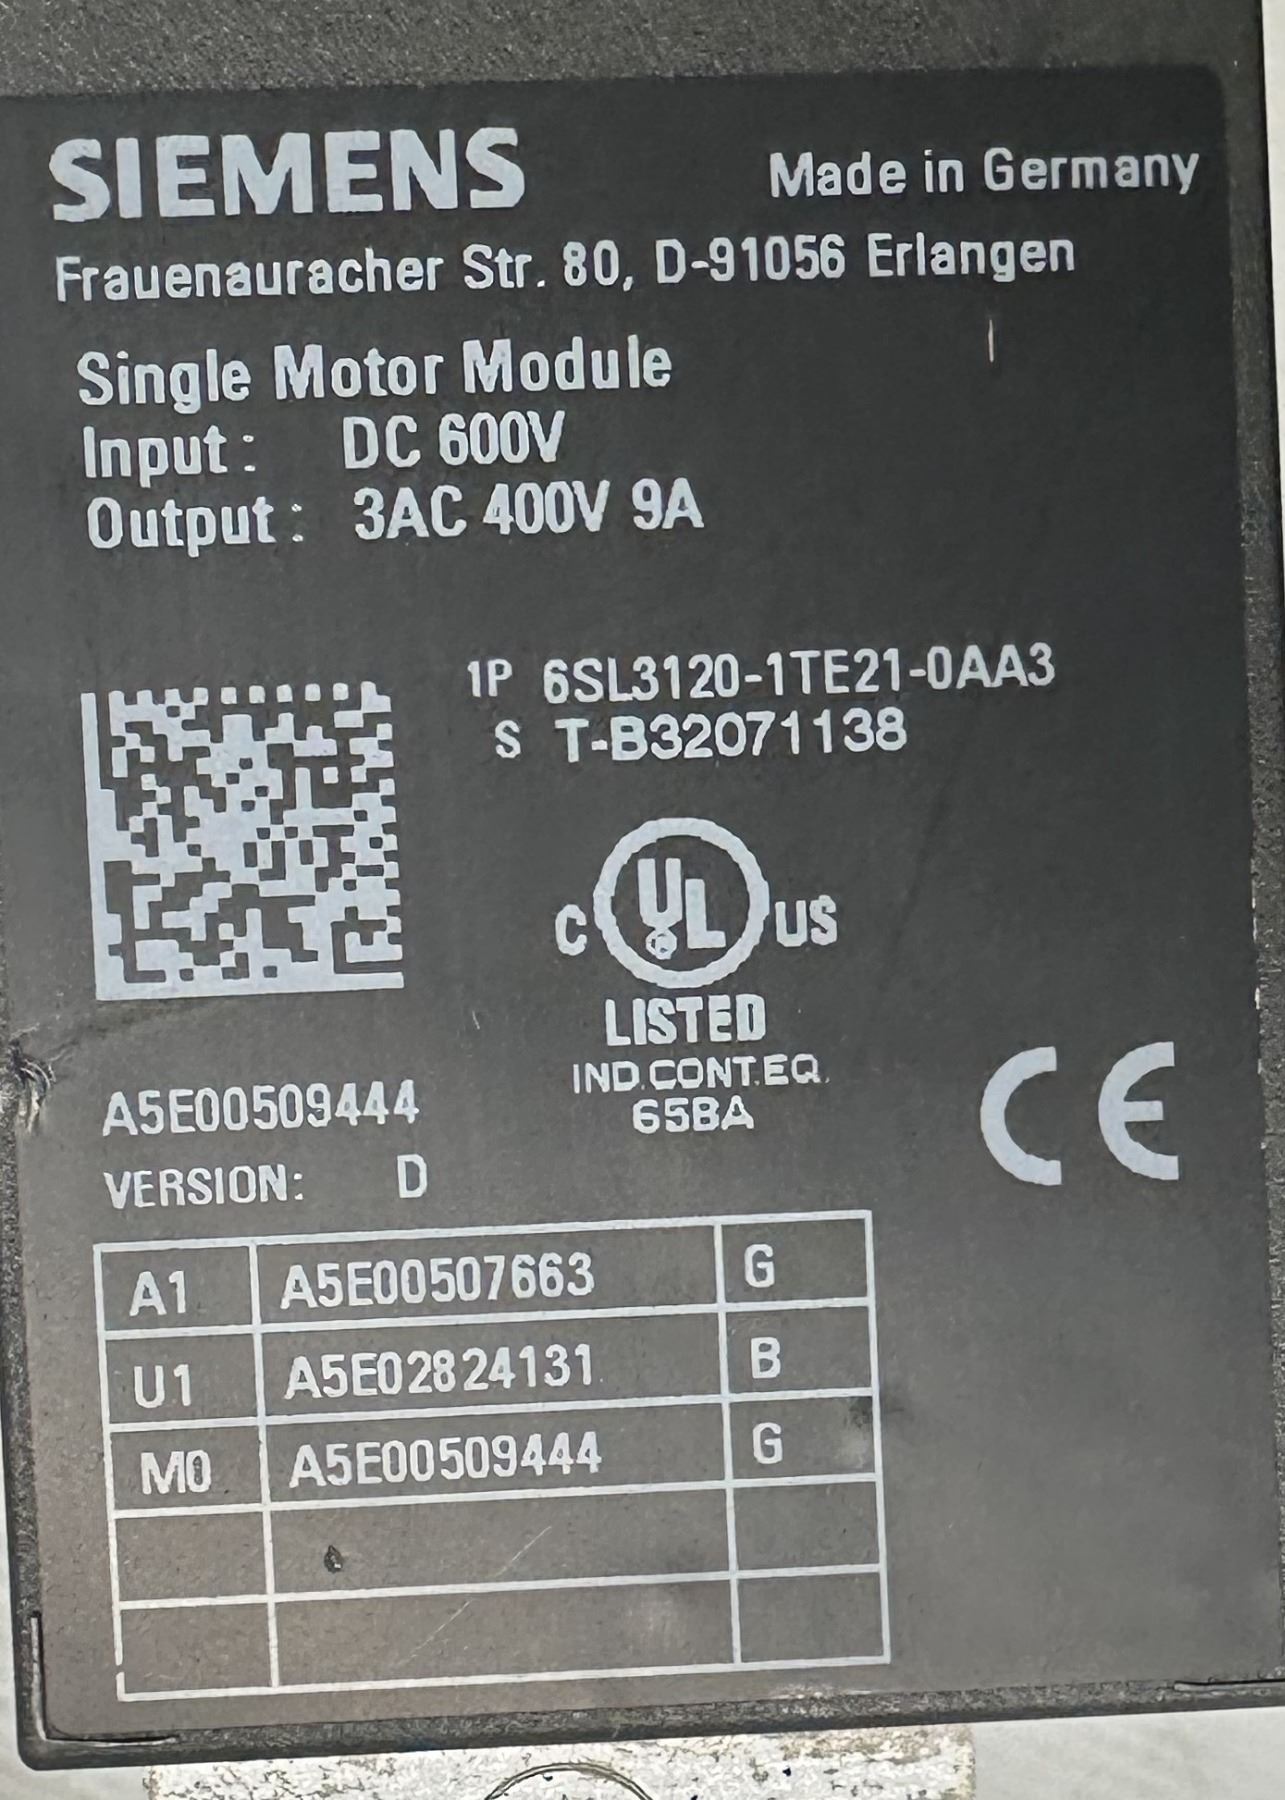 SIEMENS
Made in Germany
Frauenauracher Str. 80, D-91056 Erlangen
Single Motor Module
Input: DC 600V
Output: 3AC 400V 9A
1P 6SL3120-1TE21-0AA3
S T-B32071138
C UL US
LISTED
IND.CONT.EQ.
65BA
CE
A5E00509444
VERSION: D
A1 A5E00507663 G
U1 A5E02824131 B
M0 A5E00509444 G